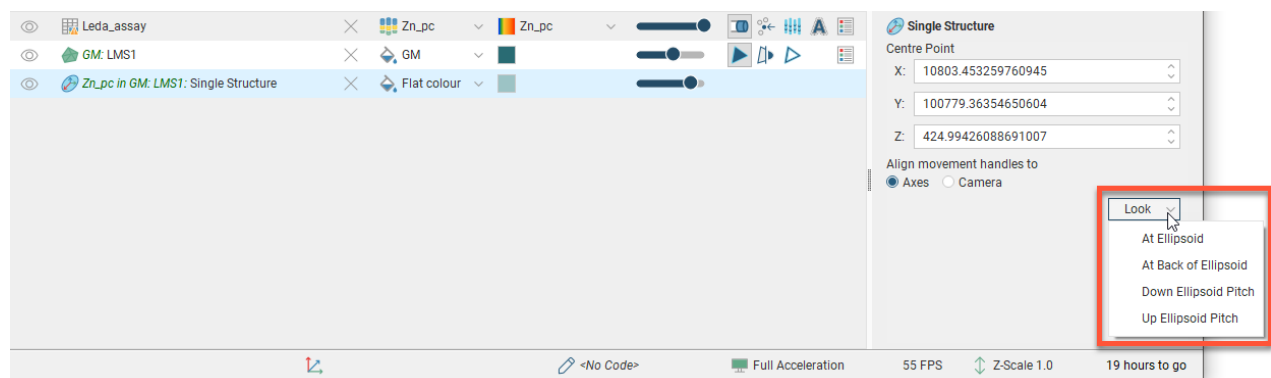 Leda_assay Zn_pc Zn_pc
GM: LMS1 GM
Zn_pc in GM: LMS1: Single Structure Flat colour
Single Structure
Centre Point
X: 10803.453259760945
Y: 100779.36354650604
Z: 424.99426088691007
Align movement handles to
Axes Camera
Look
At Ellipsoid
At Back of Ellipsoid
Down Ellipsoid Pitch
Up Ellipsoid Pitch
<No Code> Full Acceleration 55 FPS Z-Scale 1.0 19 hours to go